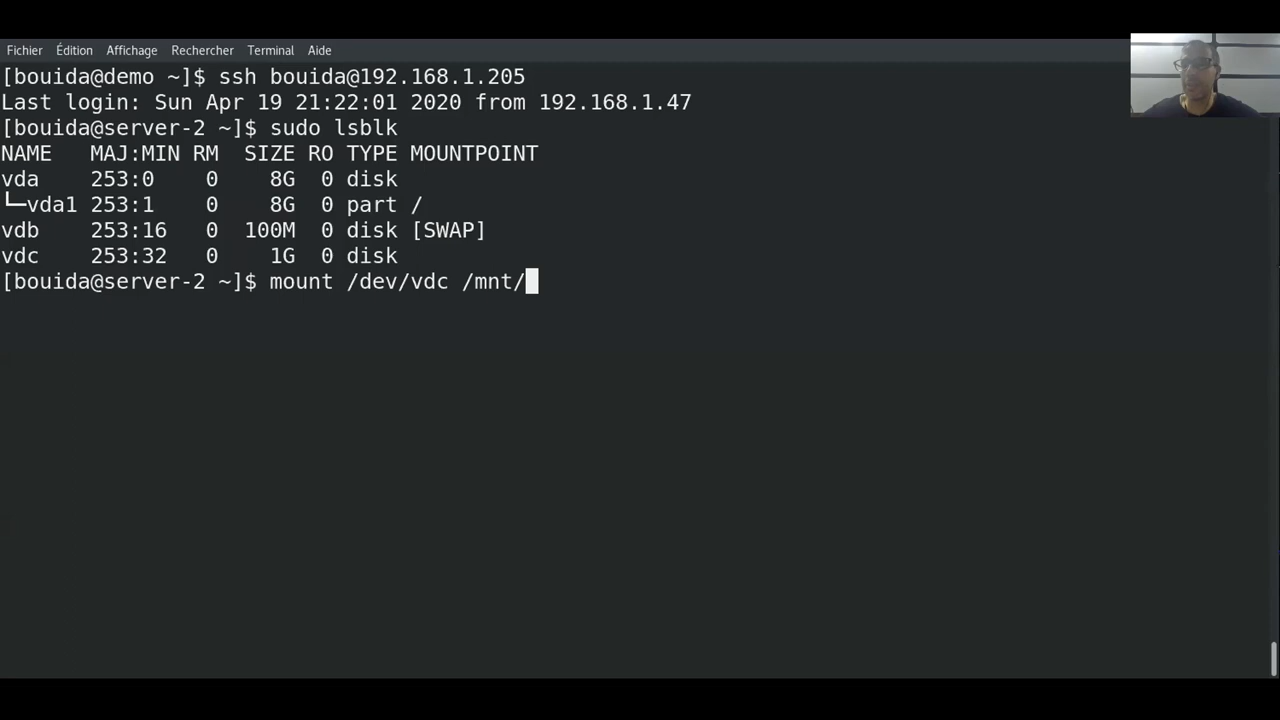 Fichier Édition Affichage Rechercher Terminal Aide
[bouida@demo ~]$ ssh bouida@192.168.1.205
Last login: Sun Apr 19 21:22:01 2020 from 192.168.1.47
[bouida@server-2 ~]$ sudo lsblk
NAME   MAJ:MIN RM   SIZE RO TYPE MOUNTPOINT
vda    253:0    0     8G  0 disk
└─vda1 253:1    0     8G  0 part /
vdb    253:16   0   100M  0 disk [SWAP]
vdc    253:32   0     1G  0 disk
[bouida@server-2 ~]$ mount /dev/vdc /mnt/